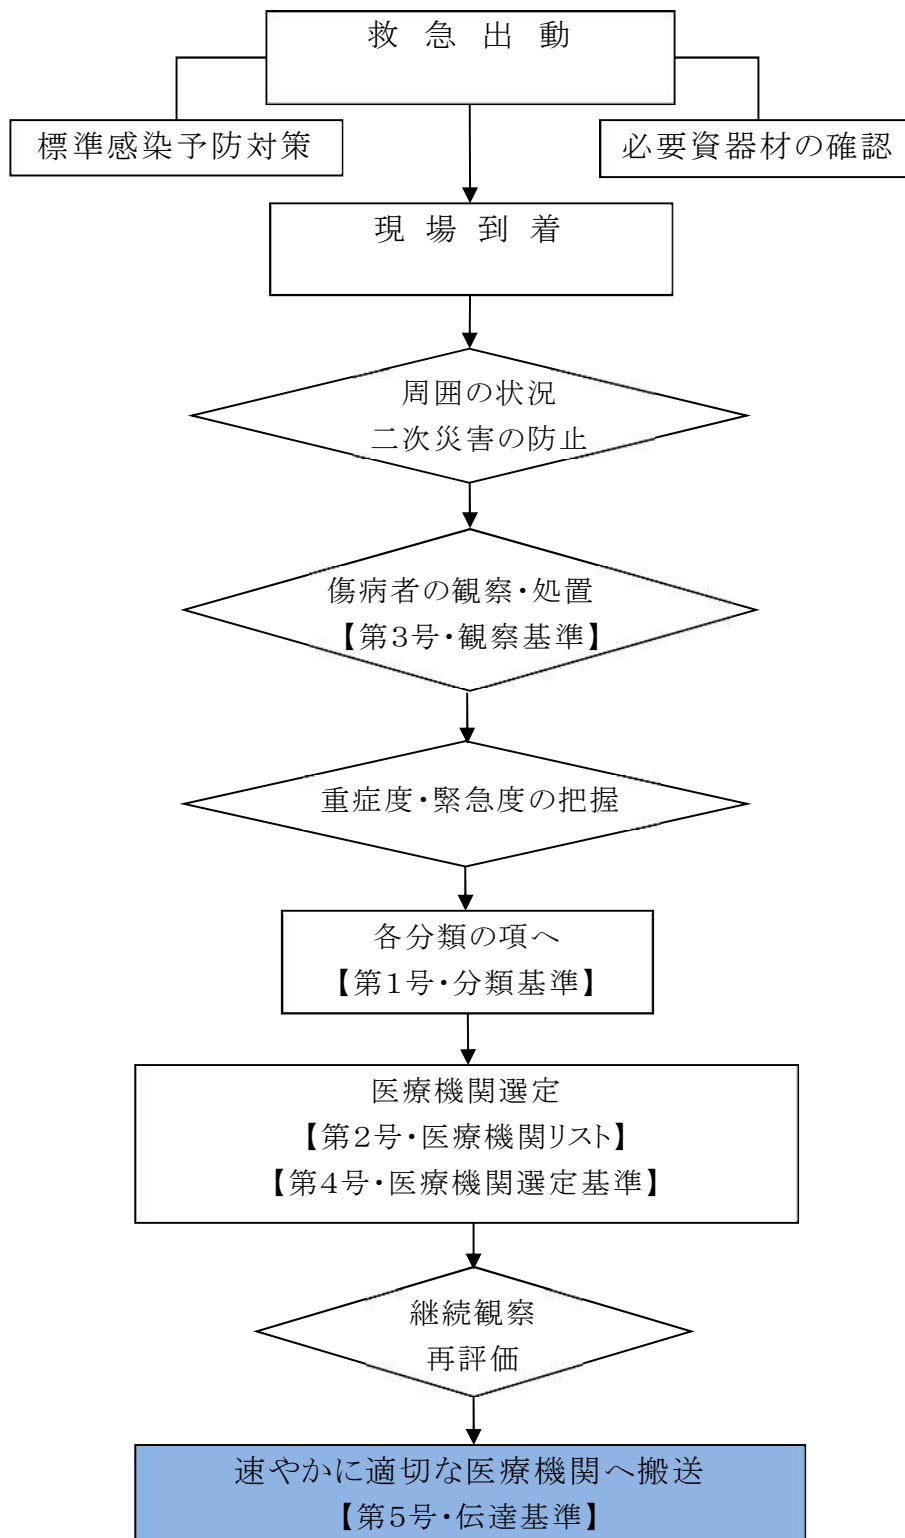 救 急 出 動
標準感染予防対策
必要資器材の確認
現 場 到 着
周囲の状況
二次災害の防止
傷病者の観察・処置
【第3号・観察基準】
重症度・緊急度の把握
各分類の項へ
【第1号・分類基準】
医療機関選定
【第2号・医療機関リスト】
【第4号・医療機関選定基準】
継続観察
再評価
速やかに適切な医療機関へ搬送
【第5号・伝達基準】